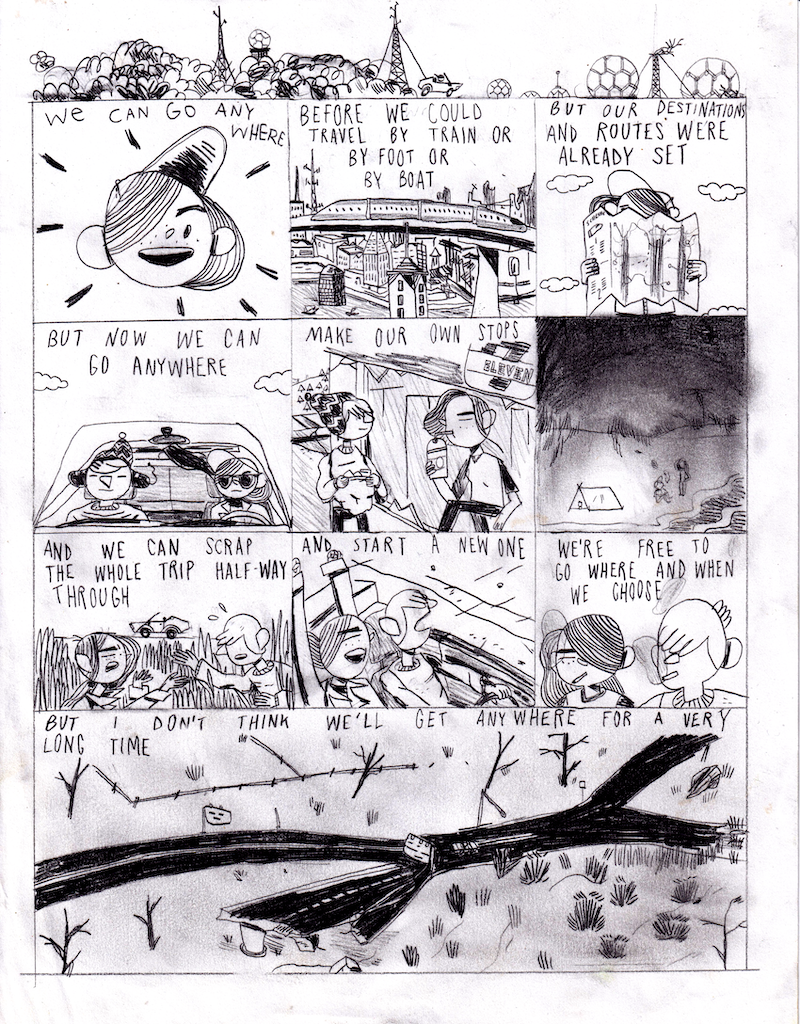 WE CAN GO ANY
WHERE
BEFORE WE COULD
TRAVEL BY TRAIN OR
BY FOOT OR
BY BOAT
BUT OUR DESTINATIONS
AND ROUTES WERE
ALREADY SET
BUT NOW WE CAN
GO ANYWHERE
MAKE OUR OWN STOPS
ELEVEN
AND WE CAN SCRAP
THE WHOLE TRIP HALF-WAY
THROUGH
AND START A NEW ONE
WE'RE FREE TO
GO WHERE AND WHEN
WE CHOOSE
BUT I DON'T THINK WE'LL GET ANYWHERE FOR A VERY
LONG TIME